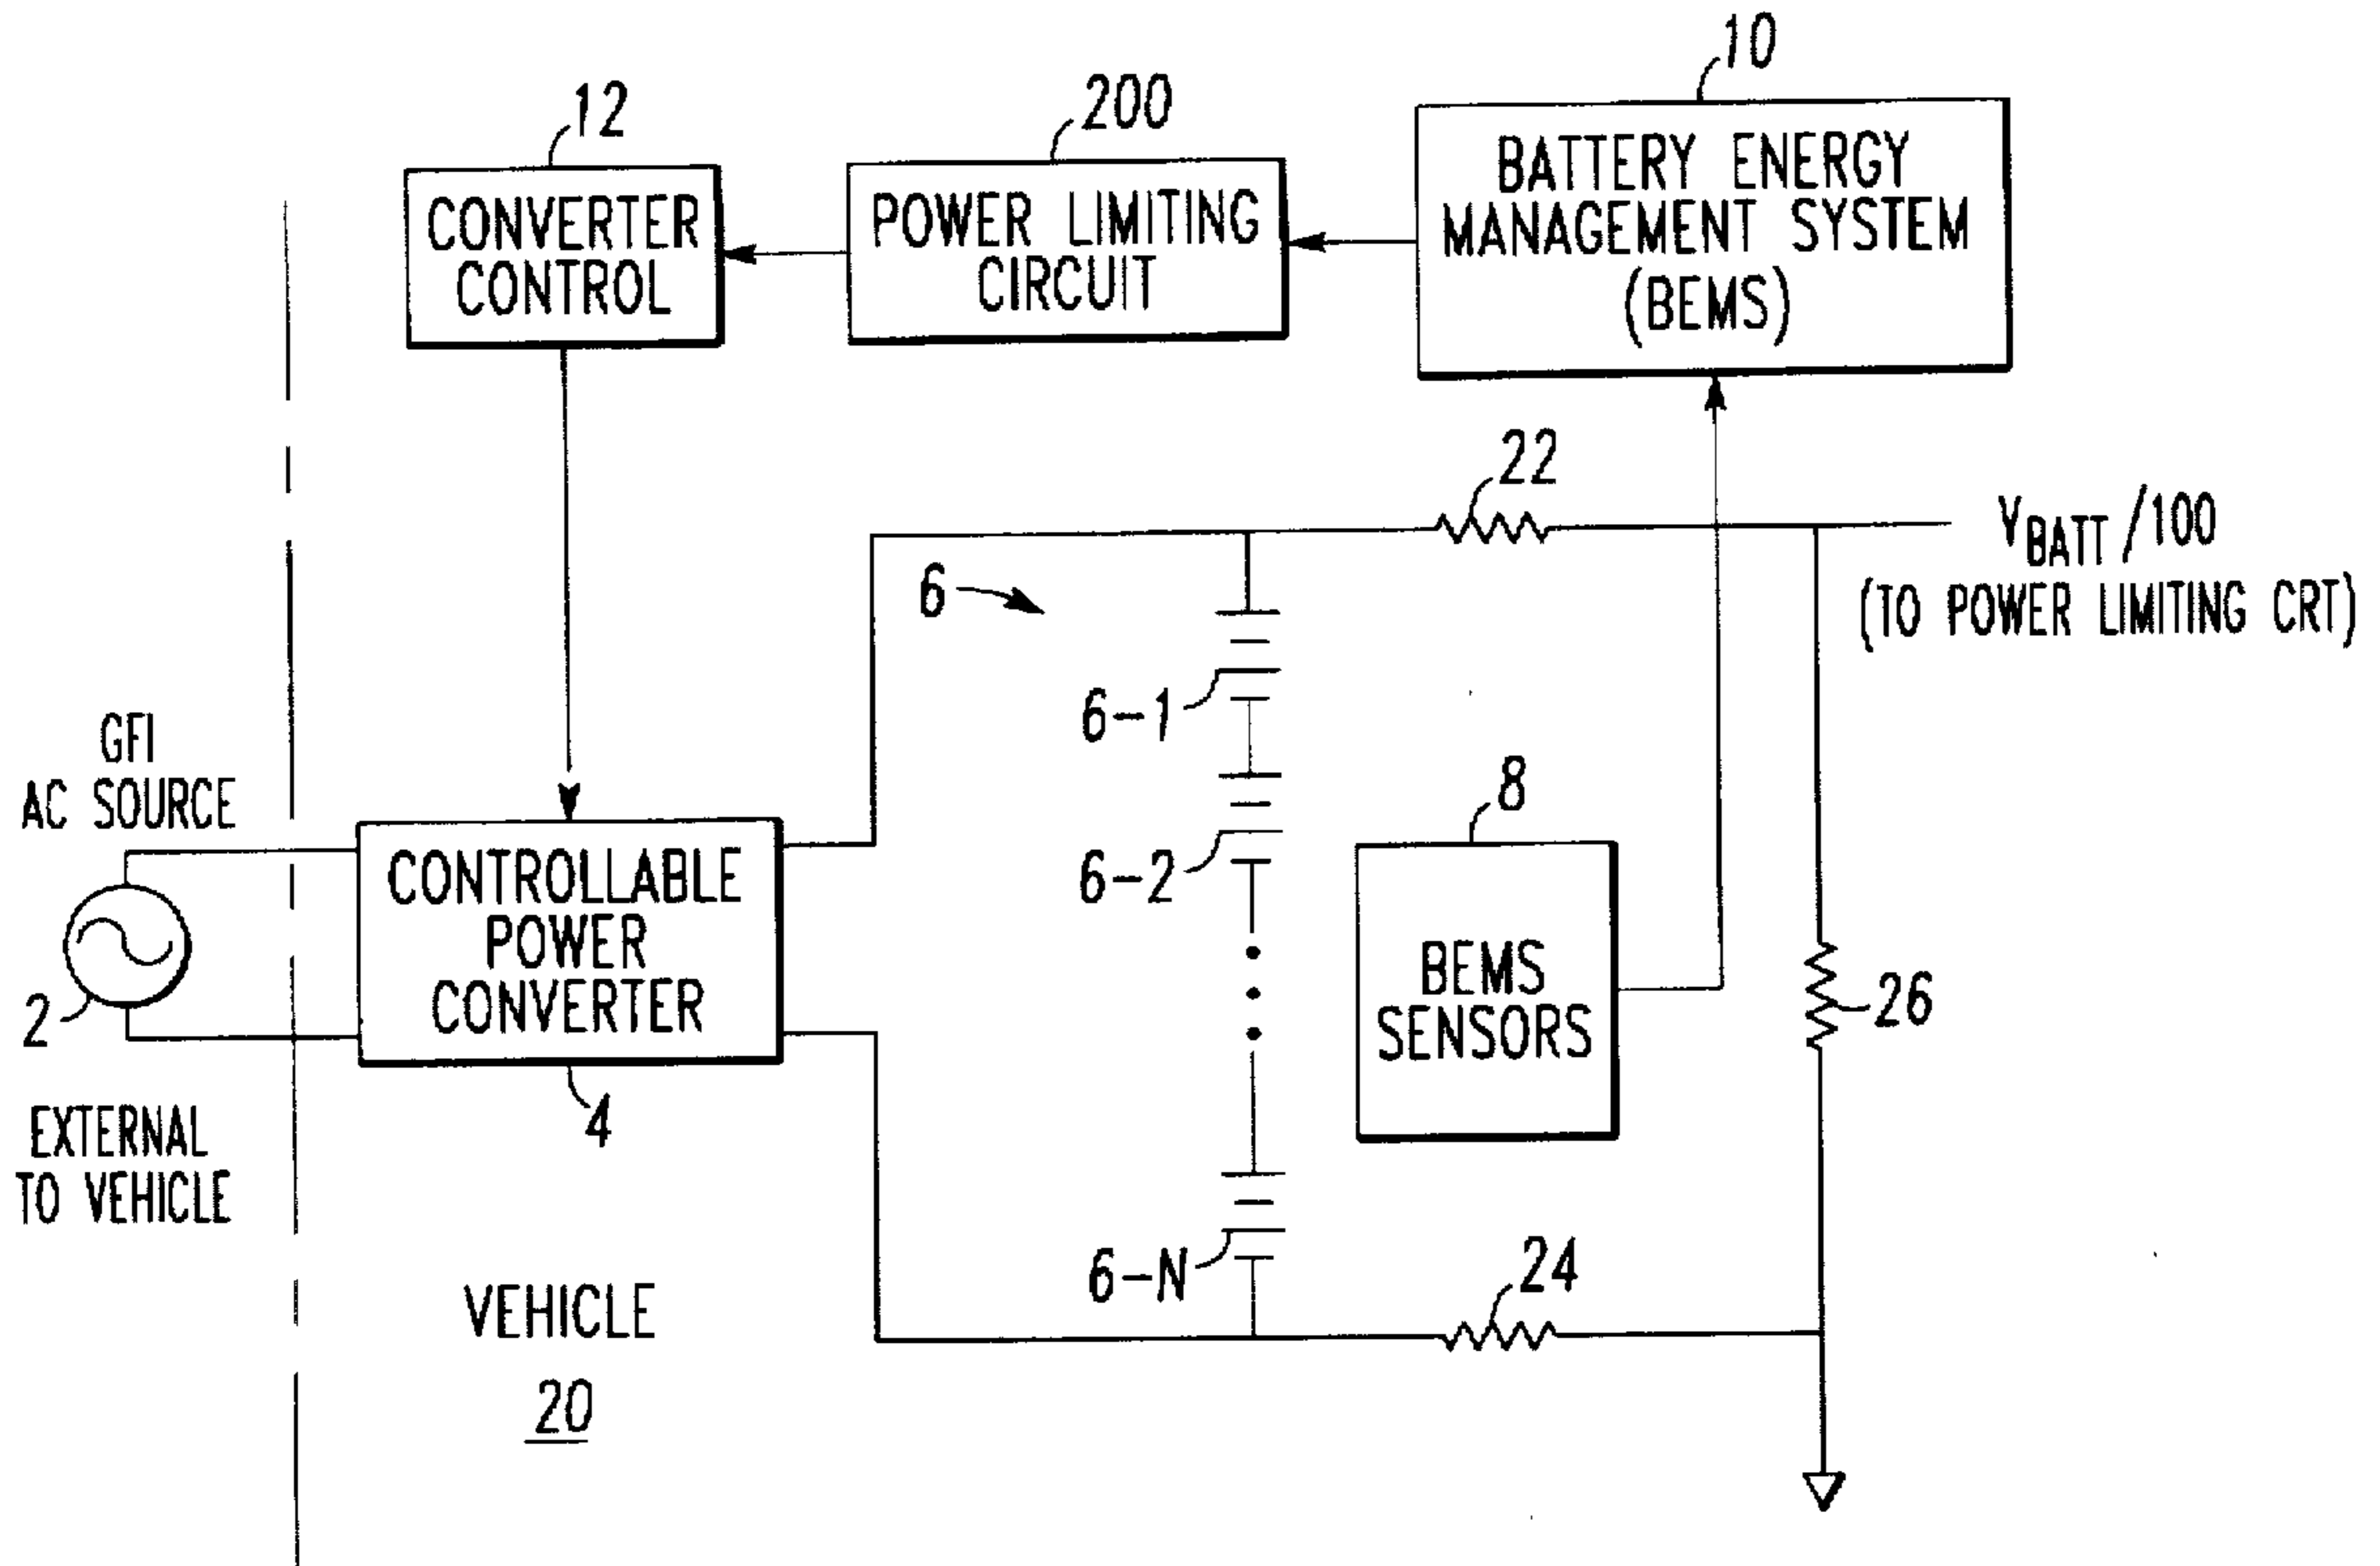 10
12
200
BATTERY ENERGY
MANAGEMENT SYSTEM
(BEMS)
CONVERTER
CONTROL
POWER LIMITING
CIRCUIT
22
VBATT/100
(TO POWER LIMITING CRT)
6
6-1
GFI
AC SOURCE
8
6-2
CONTROLLABLE
POWER
CONVERTER
BEMS
SENSORS
2
26
4
EXTERNAL
TO VEHICLE
6-N
24
VEHICLE
20